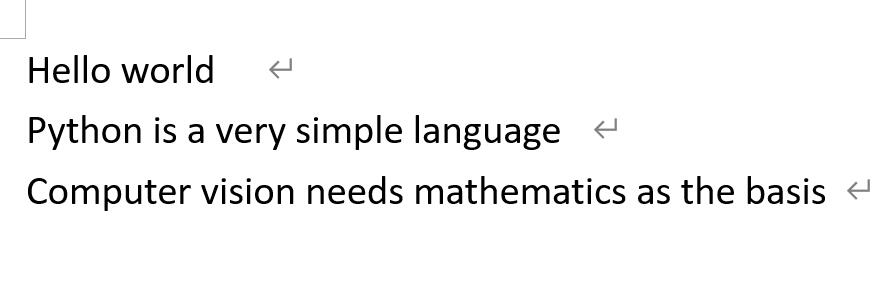 Hello world
Python is a very simple language
Computer vision needs mathematics as the basis